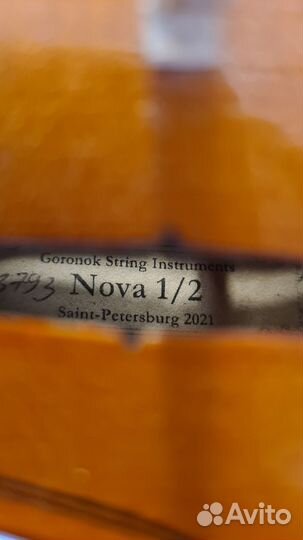 Goronok String Instruments
3793 Nova 1/2
Saint-Petersburg 2021
Avito